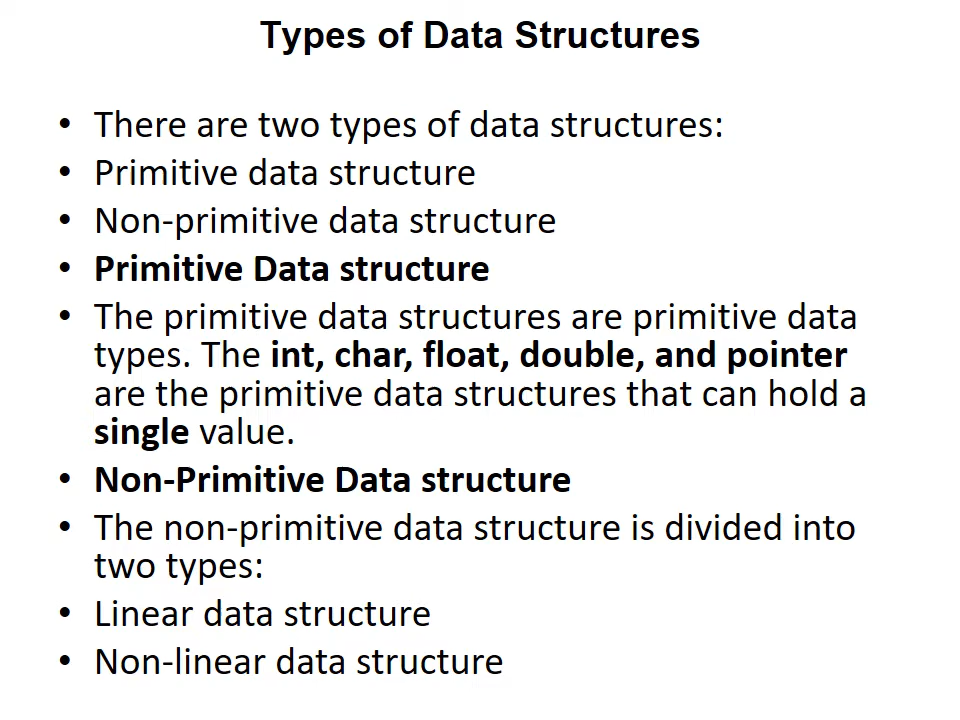 Types of Data Structures
• There are two types of data structures:
• Primitive data structure
• Non-primitive data structure
• Primitive Data structure
• The primitive data structures are primitive data
types. The int, char, float, double, and pointer
are the primitive data structures that can hold a
single value.
• Non-Primitive Data structure
• The non-primitive data structure is divided into
two types:
• Linear data structure
• Non-linear data structure